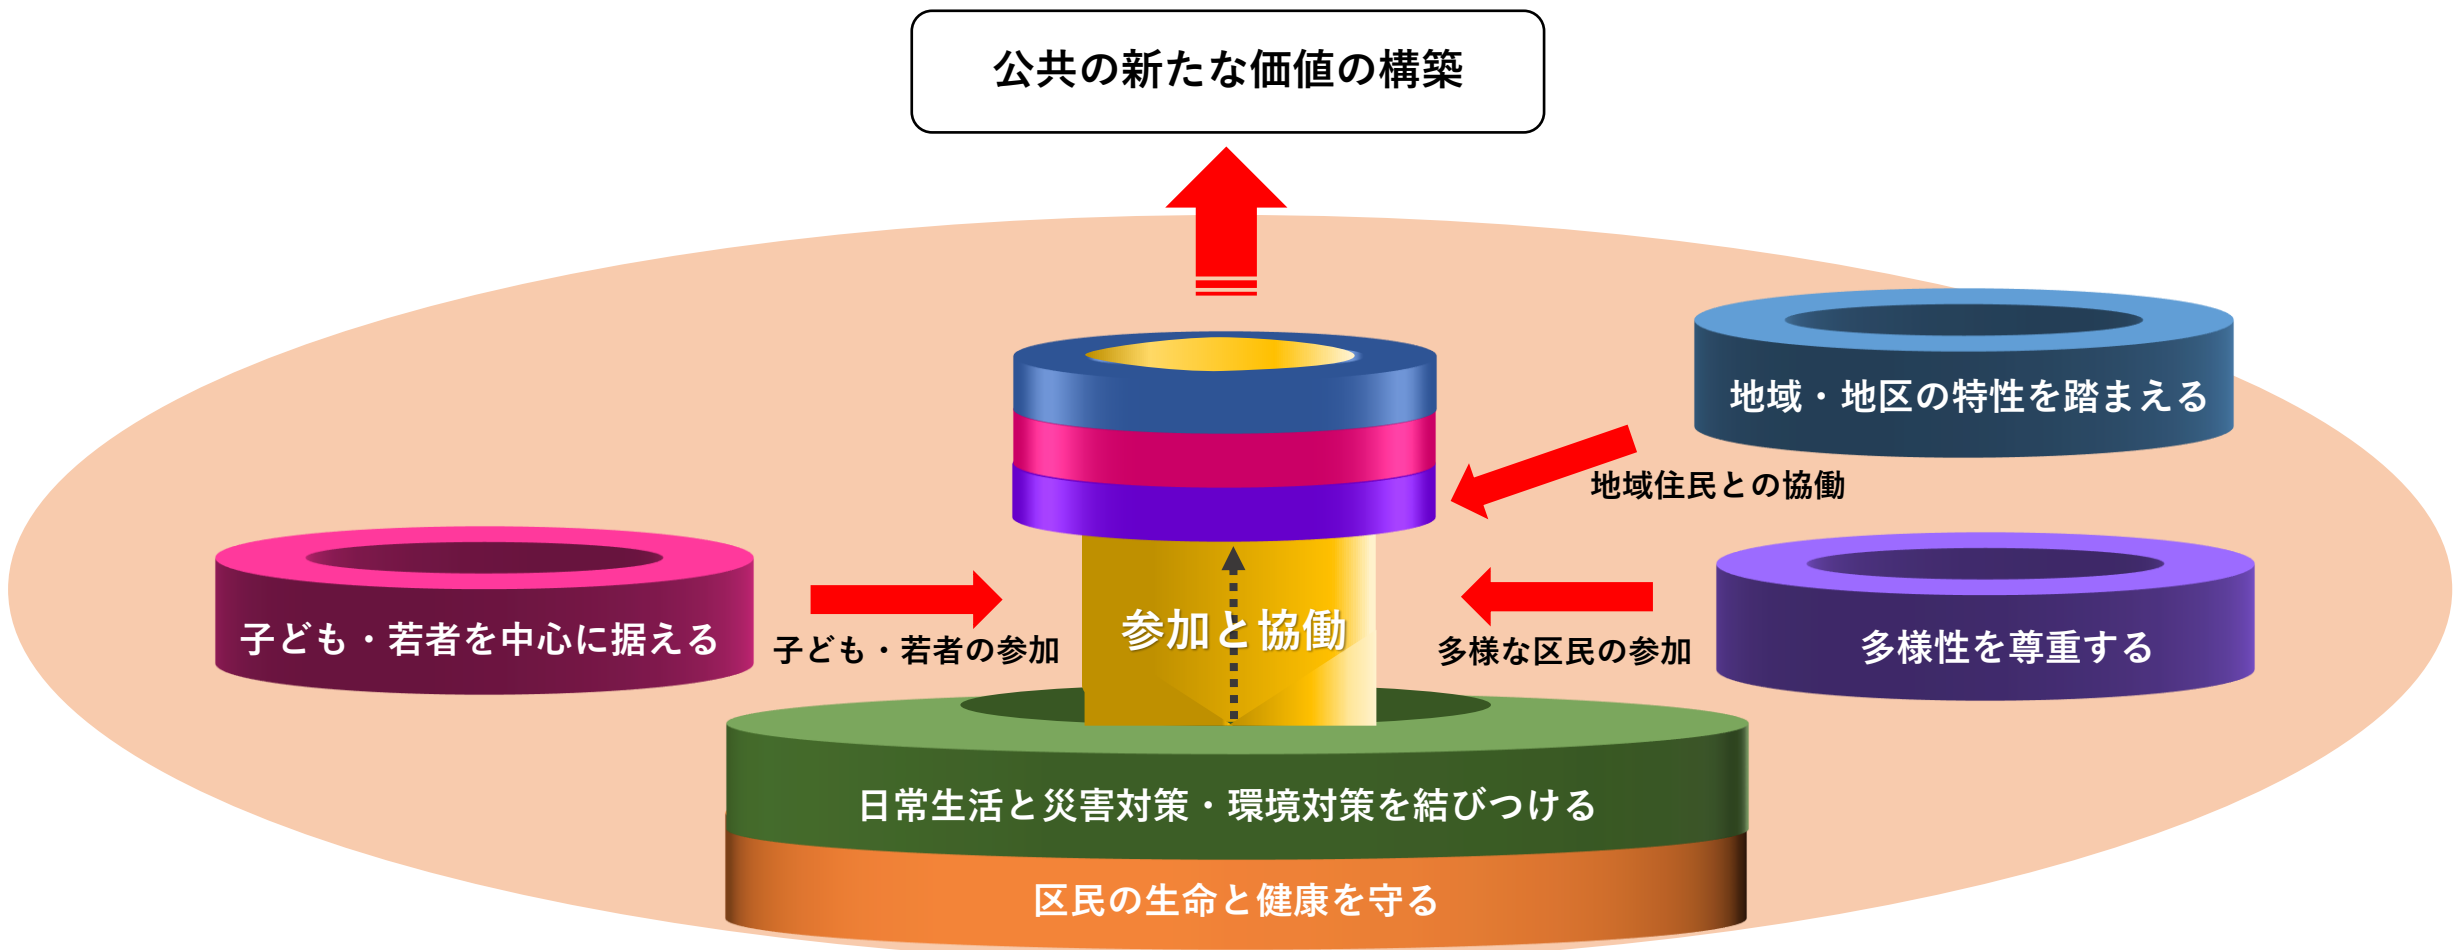 公共の新たな価値の構築
地域・地区の特性を踏まえる
地域住民との協働
子ども・若者を中心に据える
子ども・若者の参加
参加と協働
多様な区民の参加
多様性を尊重する
日常生活と災害対策・環境対策を結びつける
区民の生命と健康を守る